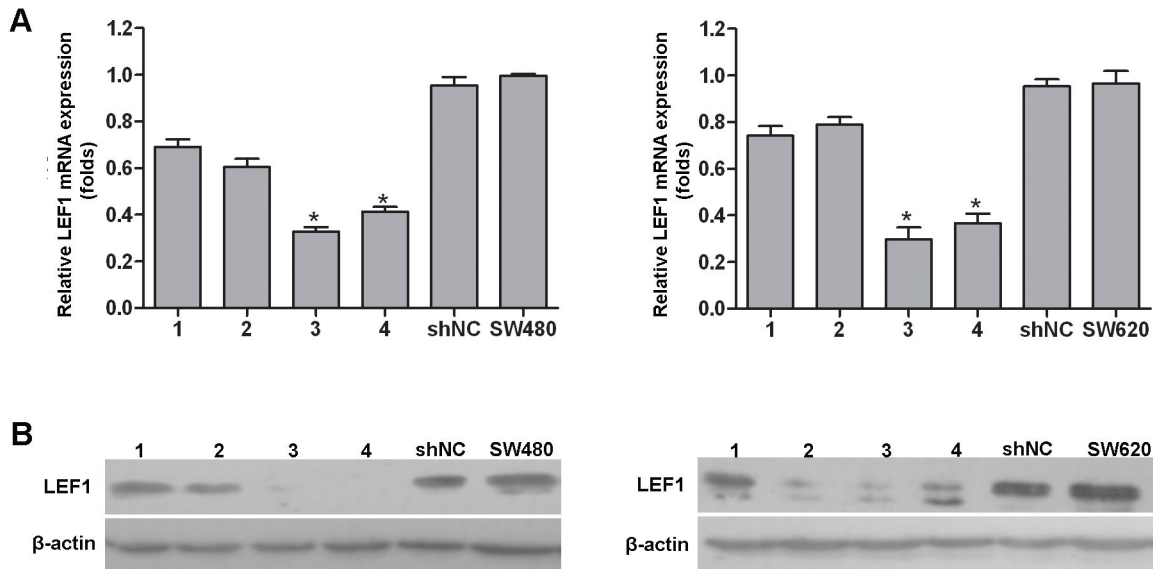 A
Relative LEF1 mRNA expression
(folds)
1.2
1.0
0.8
0.6
0.4
0.2
0.0
* *
1 2 3 4 shNC SW480
Relative LEF1 mRNA expression
(folds)
1.2
1.0
0.8
0.6
0.4
0.2
0.0
* *
1 2 3 4 shNC SW620
B
1 2 3 4 shNC SW480
LEF1
β-actin
1 2 3 4 shNC SW620
LEF1
β-actin